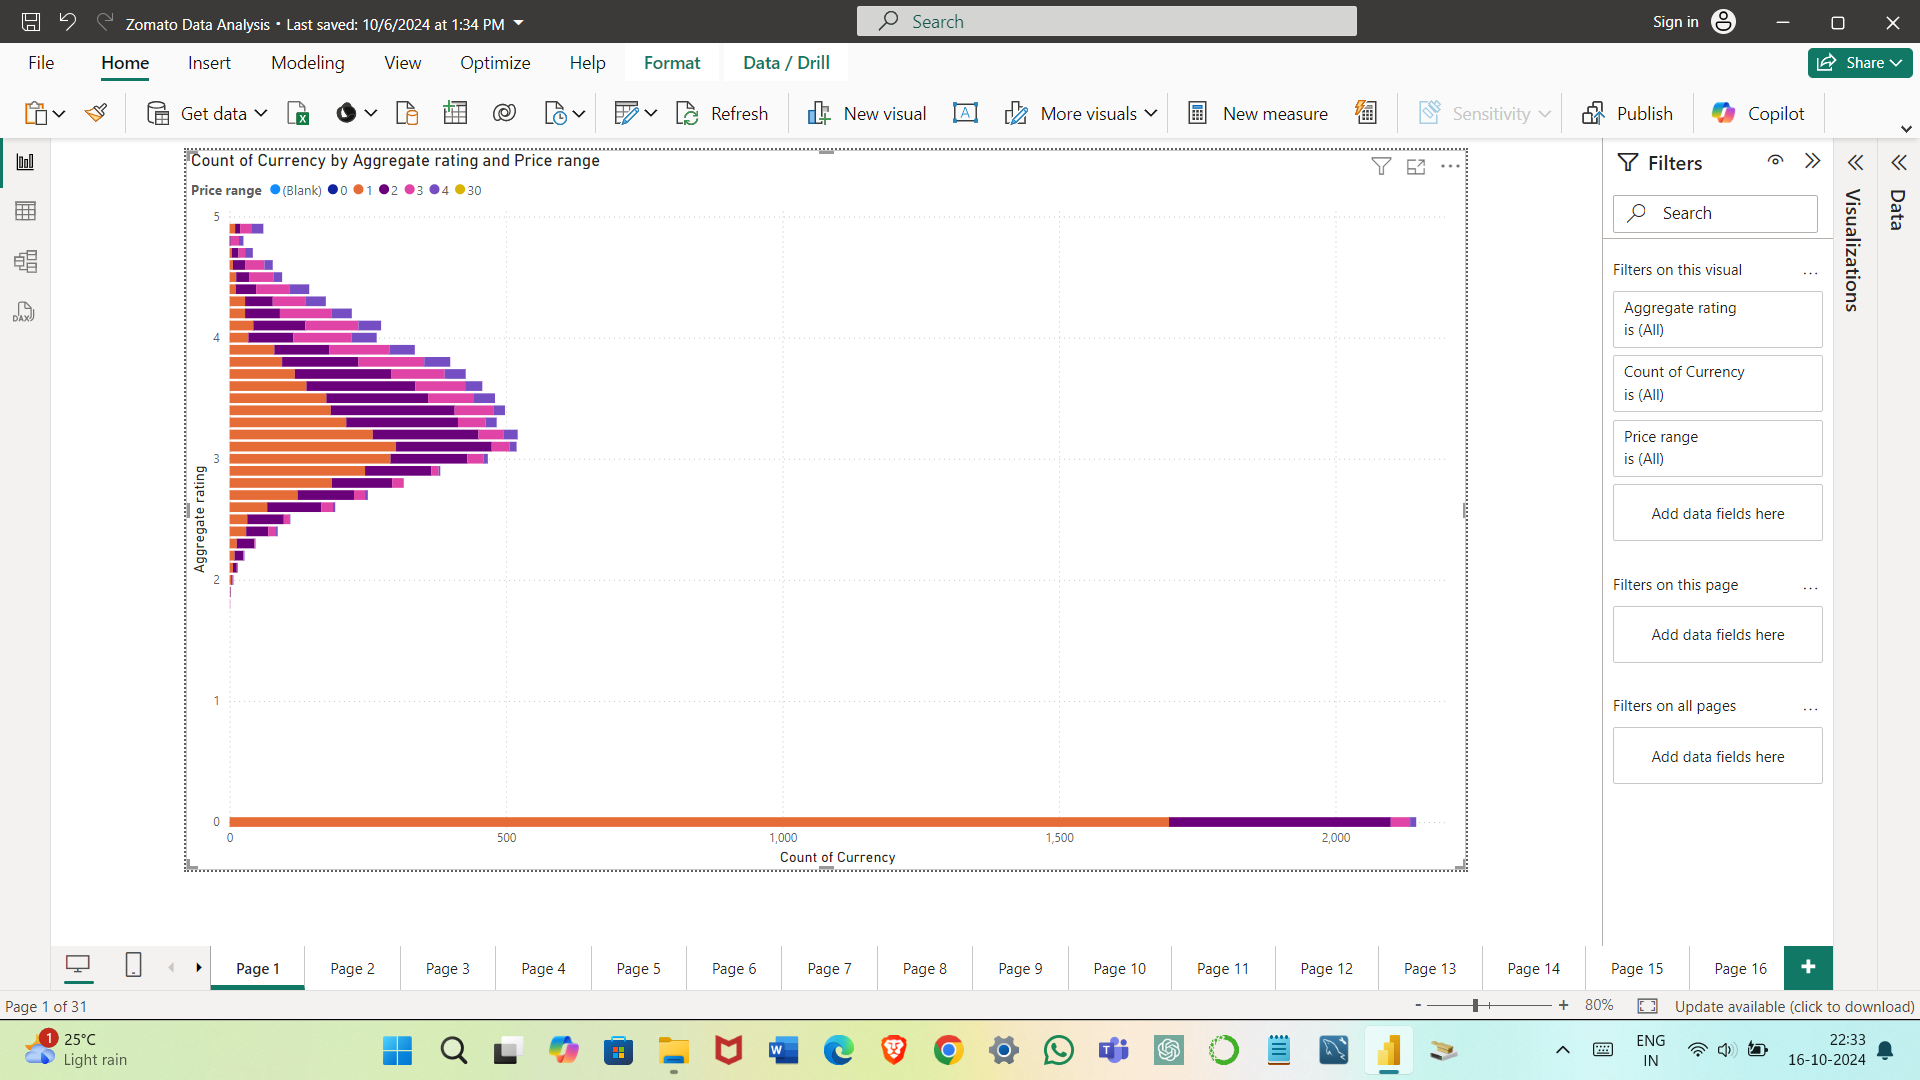 Zomato Data Analysis • Last saved: 10/6/2024 at 1:34 PM
Search
Sign in
File Home Insert Modeling View Optimize Help Format Data / Drill
Share
Get data
Refresh
New visual
More visuals
New measure
Sensitivity
Publish
Copilot
Count of Currency by Aggregate rating and Price range
Price range (Blank) 0 1 2 3 4 30
5
4
3
2
1
0
Aggregate rating
0 500 1,000 1,500 2,000
Count of Currency
Filters
Search
Filters on this visual
...
Aggregate rating
is (All)
Count of Currency
is (All)
Price range
is (All)
Add data fields here
Filters on this page
...
Add data fields here
Filters on all pages
...
Add data fields here
Visualizations
Data
DAX
Page 1 Page 2 Page 3 Page 4 Page 5 Page 6 Page 7 Page 8 Page 9 Page 10 Page 11 Page 12 Page 13 Page 14 Page 15 Page 16 +
Page 1 of 31
- + 80%
Update available (click to download)
1
25°C
Light rain
ENG
IN
22:33
16-10-2024